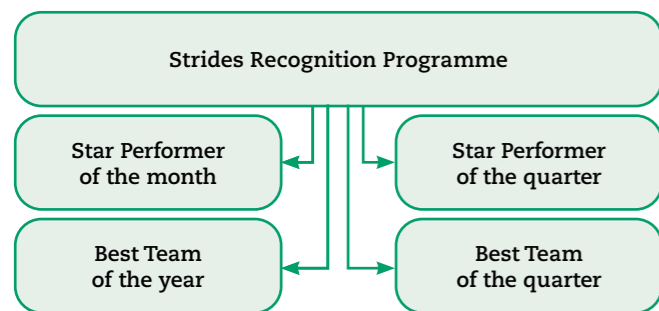 Strides Recognition Programme
Star Performer
of the month
Star Performer
of the quarter
Best Team
of the year
Best Team
of the quarter